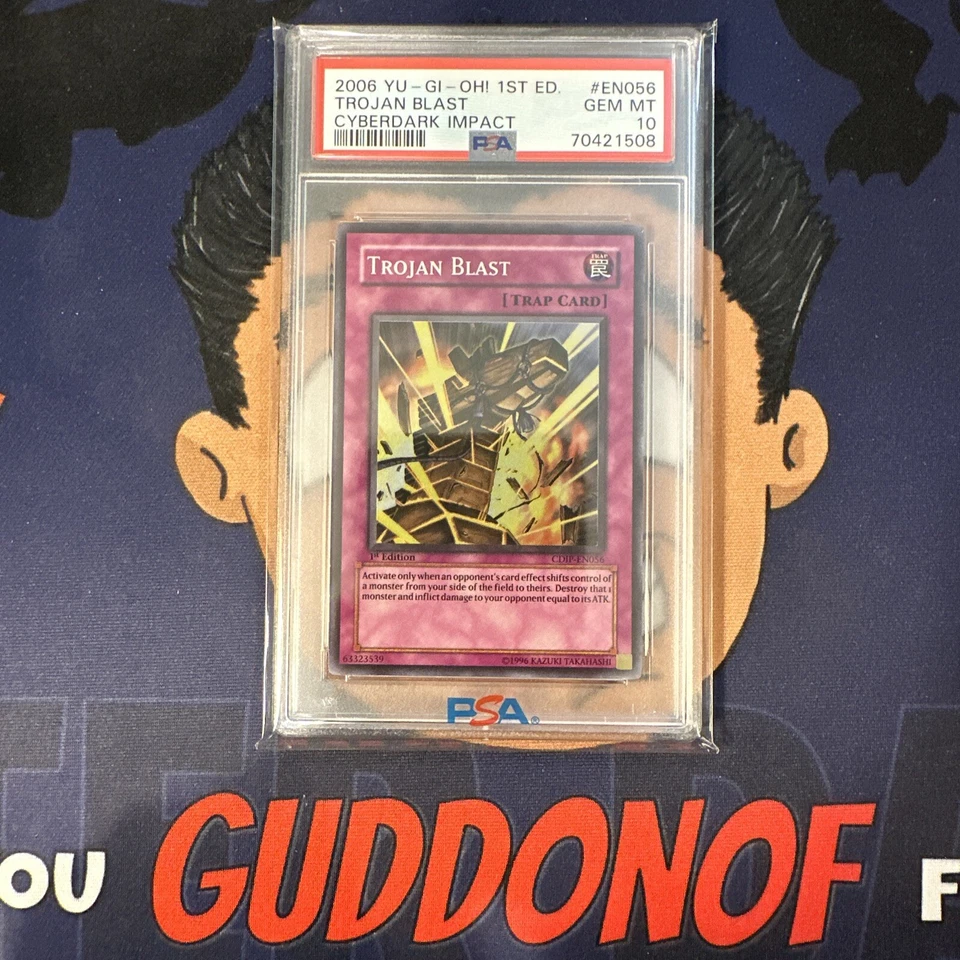 2006 YU-GI-OH! 1ST ED. #EN056
TROJAN BLAST GEM MT
CYBERDARK IMPACT 10
PSA 70421508
TROJAN BLAST
TRAP
罠
[TRAP CARD]
1st Edition CDIP-EN056
Activate only when an opponent's card effect shifts control of
a monster from your side of the field to theirs. Destroy that
monster and inflict damage to your opponent equal to its ATK.
63323539 ©1996 KAZUKI TAKAHASHI
PSA®
OU GUDDONOF F